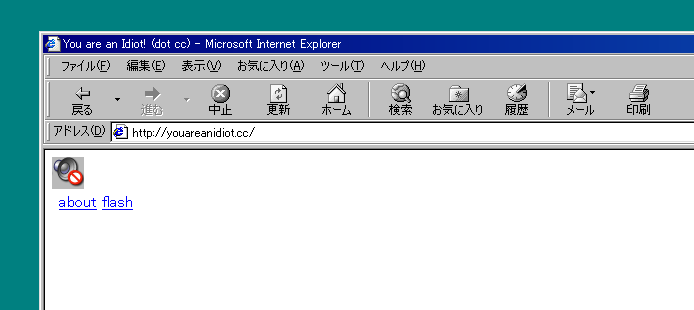 You are an Idiot! (dot cc) - Microsoft Internet Explorer
ファイル(F) 編集(E) 表示(V) お気に入り(A) ツール(T) ヘルプ(H)
戻る 進む 中止 更新 ホーム 検索 お気に入り 履歴 メール 印刷
アドレス(D) http://youareanidiot.cc/
about flash